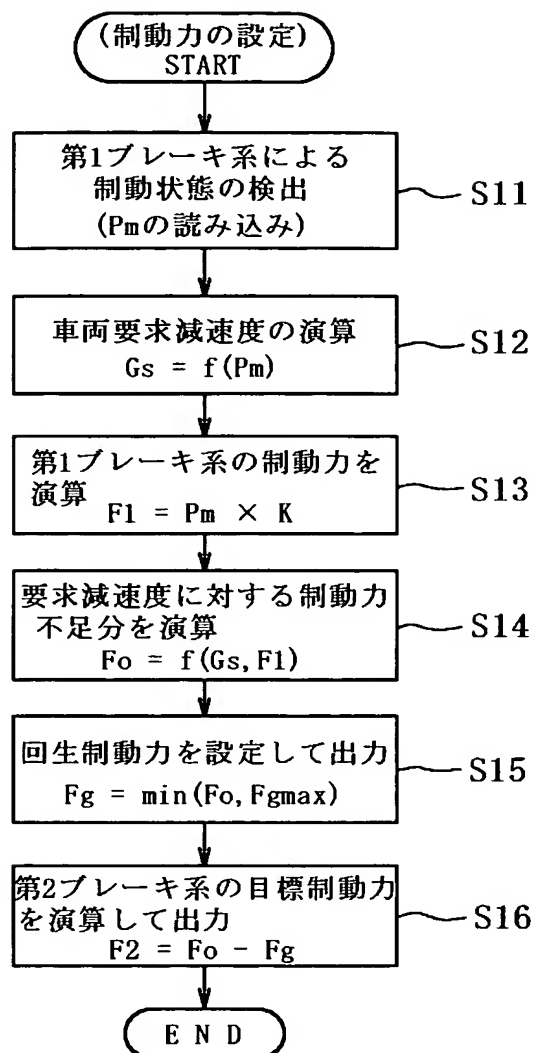 (制動力の設定)
START
第1ブレーキ系による
制動状態の検出
(Pmの読み込み)
S11
車両要求減速度の演算
Gs = f(Pm)
S12
第1ブレーキ系の制動力を
演算
F1 = Pm × K
S13
要求減速度に対する制動力
不足分を演算
Fo = f(Gs,F1)
S14
回生制動力を設定して出力
Fg = min(Fo,Fgmax)
S15
第2ブレーキ系の目標制動力
を演算して出力
F2 = Fo - Fg
S16
END